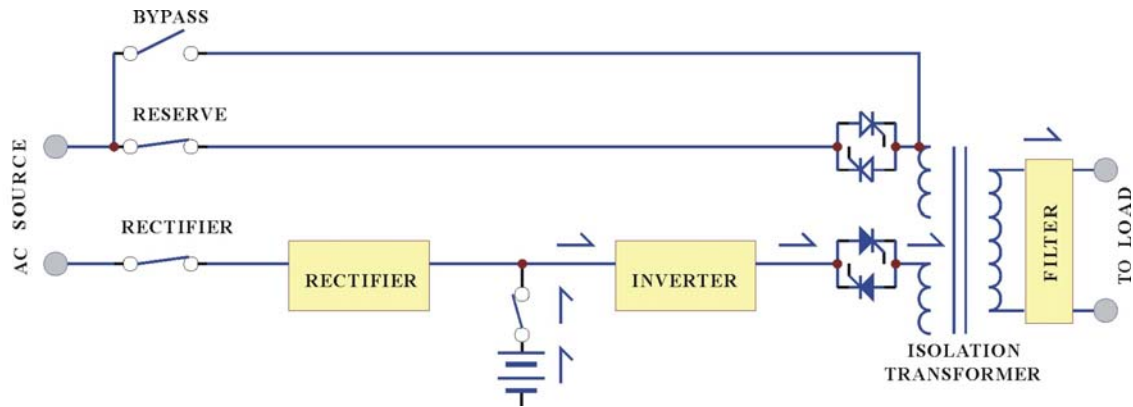 BYPASS
RESERVE
AC SOURCE
RECTIFIER
RECTIFIER
INVERTER
FILTER
TO LOAD
ISOLATION
TRANSFORMER